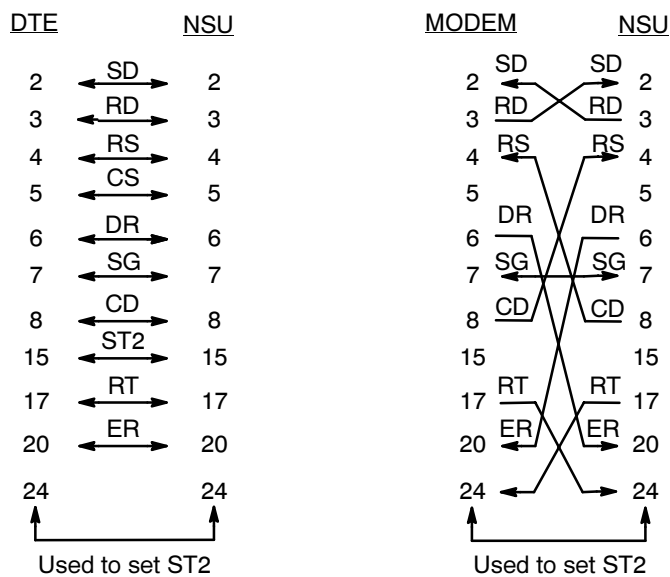 DTE NSU MODEM NSU
2 SD 2 2 SD SD 2
3 RD 3 3 RD RD 3
4 RS 4 4 RS RS 4
5 CS 5 5 5
6 DR 6 6 DR DR 6
7 SG 7 7 SG SG 7
8 CD 8 8 CD CD 8
15 ST2 15 15 15
17 RT 17 17 RT RT 17
20 ER 20 20 ER ER 20
24 24 24 24
Used to set ST2 Used to set ST2